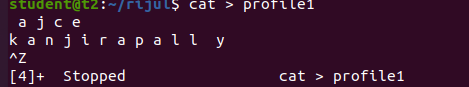 student@t2:~/rijul$ cat > profile1
 a j c e
k a n j i r a p a l l  y
^Z
[4]+  Stopped                 cat > profile1